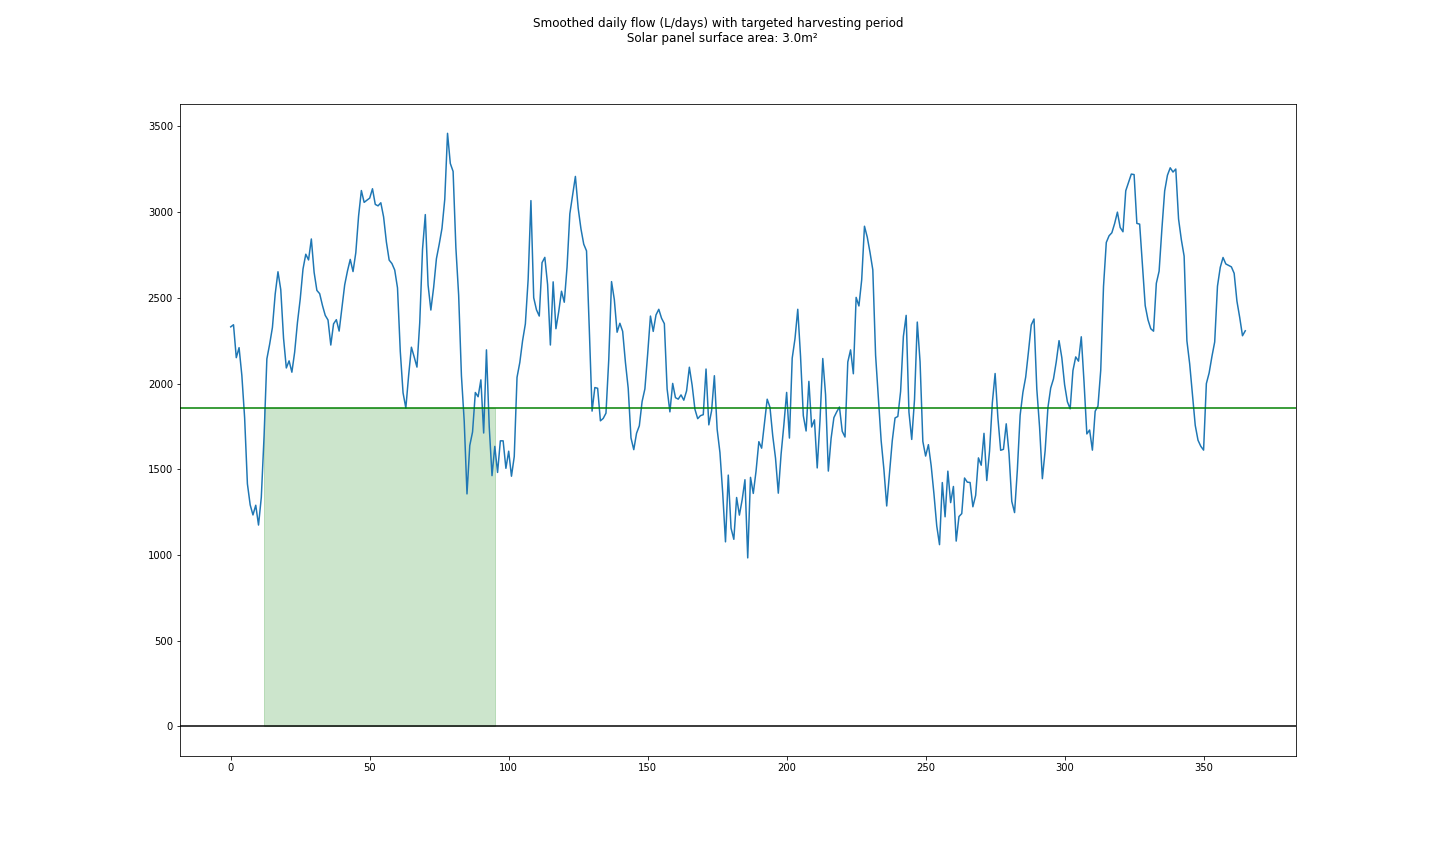 Smoothed daily flow (L/days) with targeted harvesting period
Solar panel surface area: 3.0m²
3500
3000
2500
2000
1500
1000
500
0
0 50 100 150 200 250 300 350